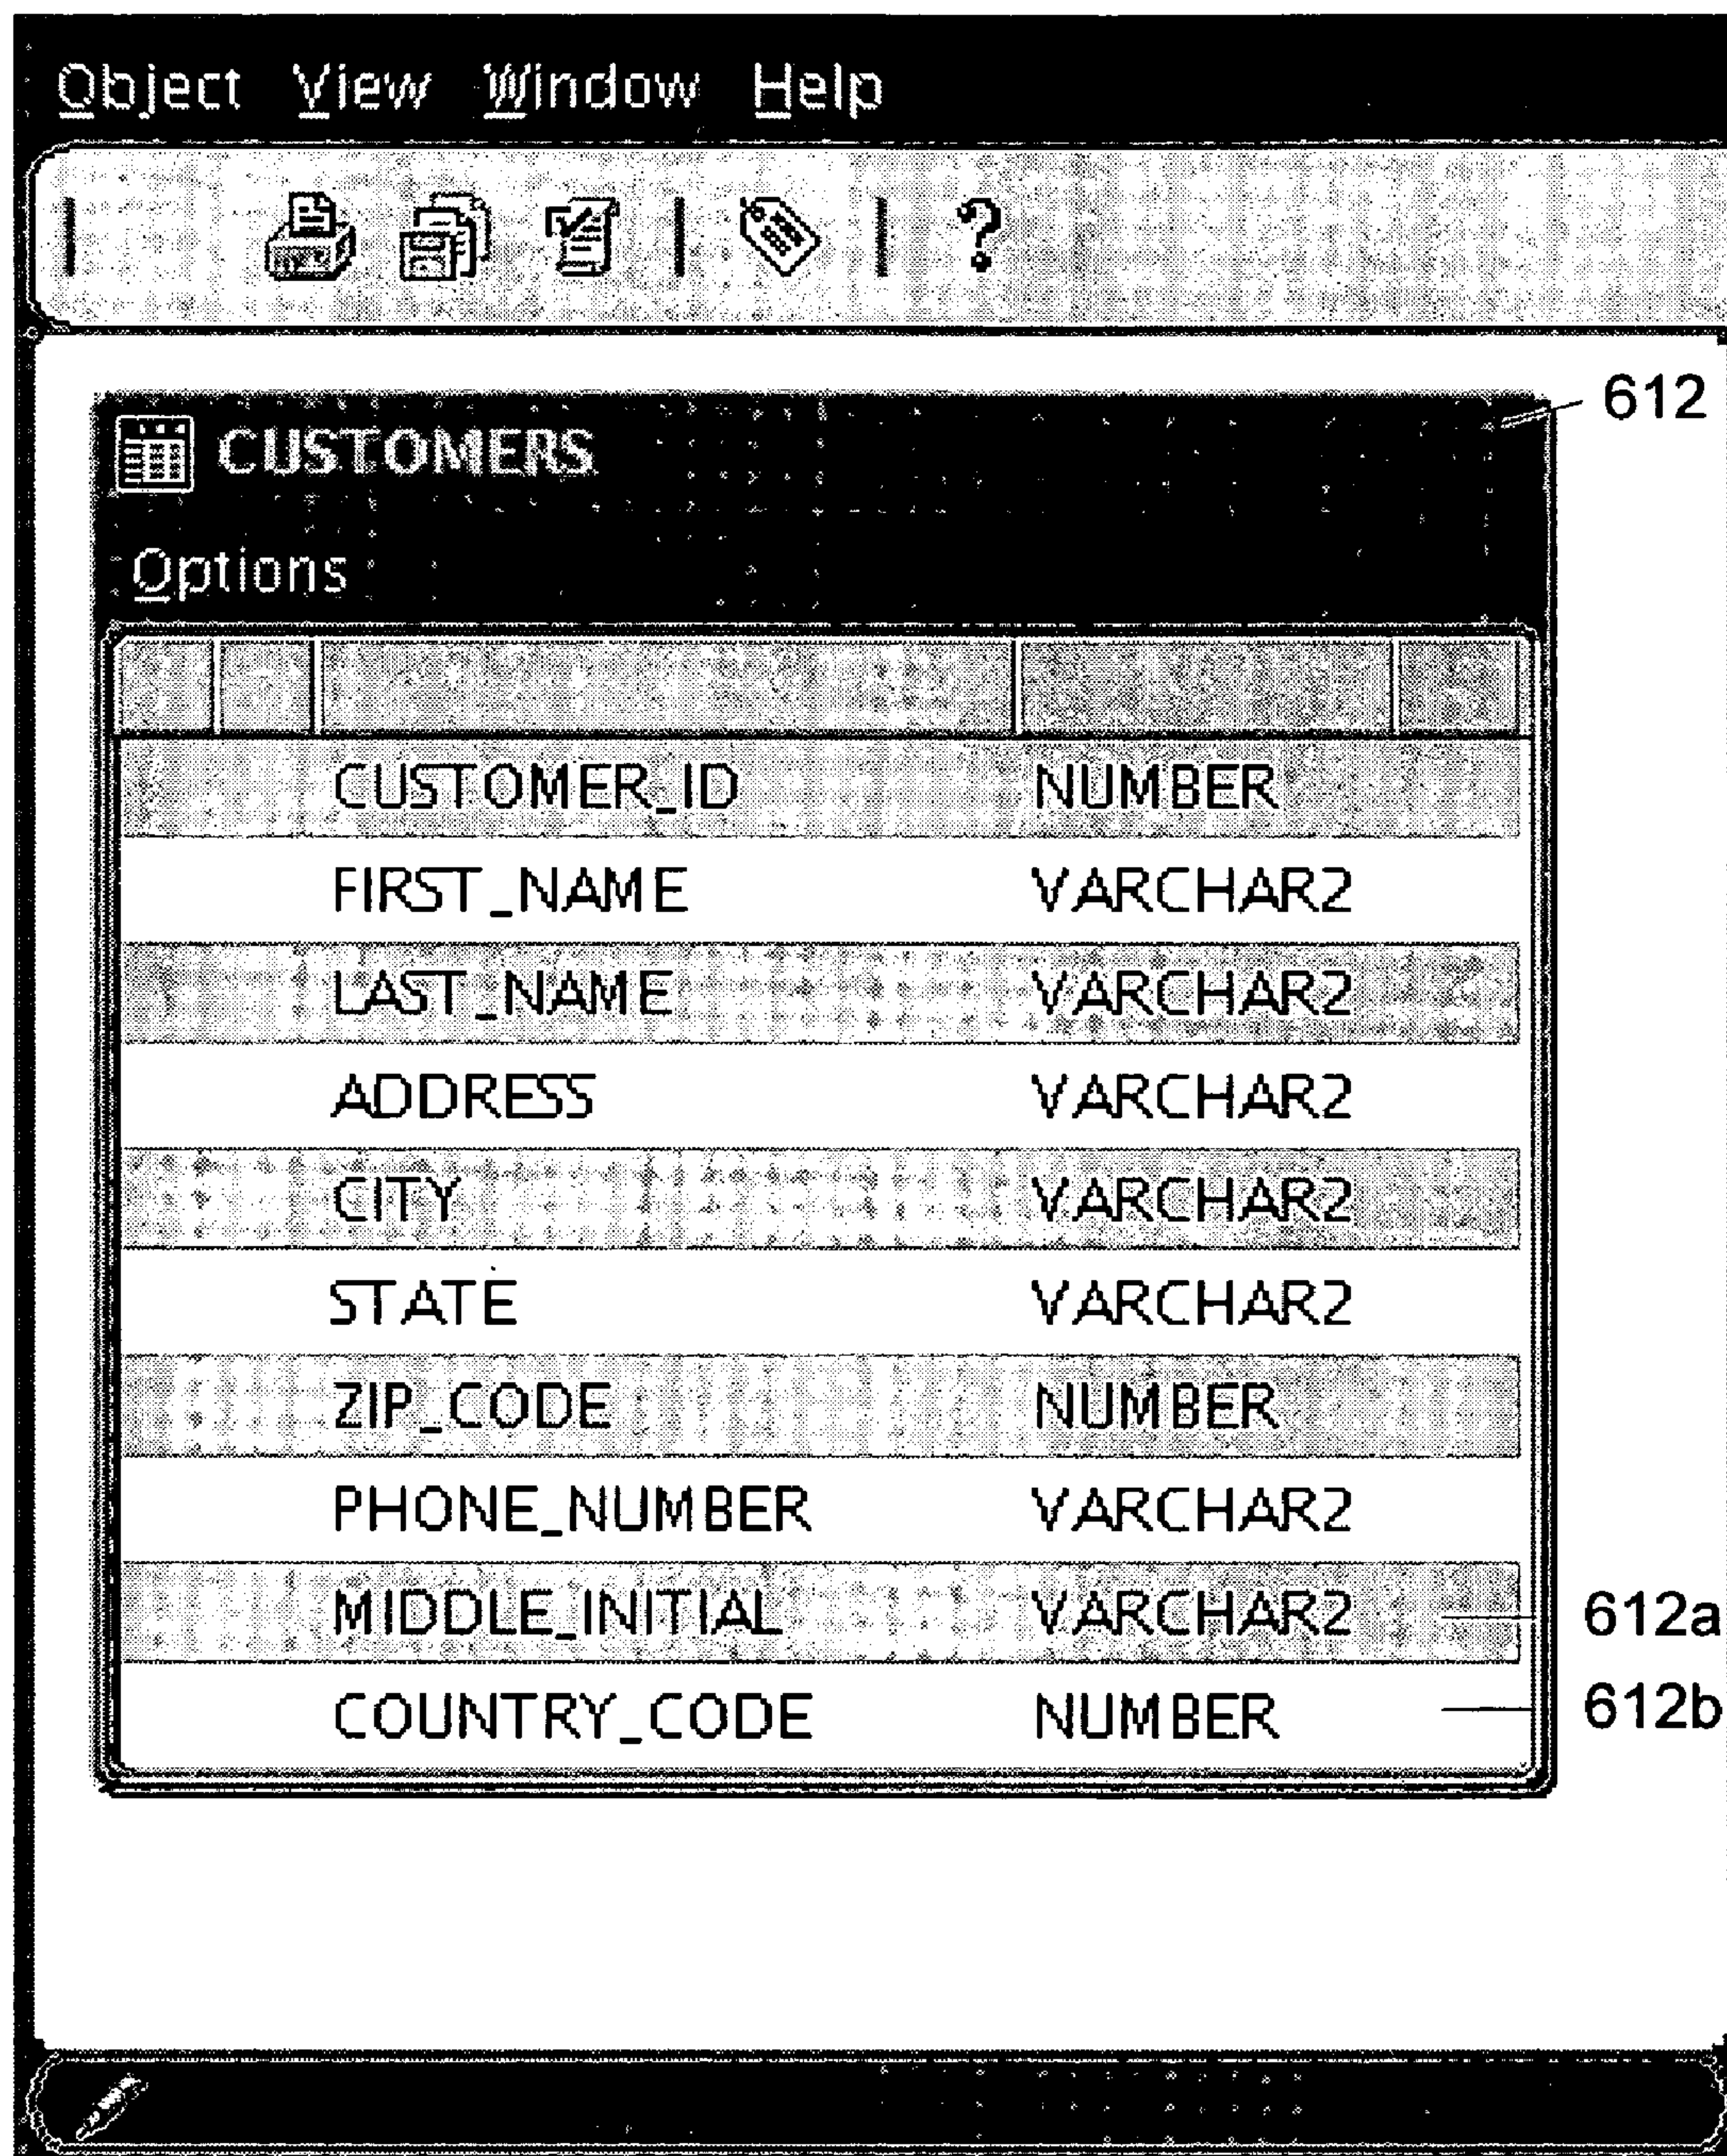 Object View Window Help
?
612
CUSTOMERS
Options
CUSTOMER_ID NUMBER
FIRST_NAME VARCHAR2
LAST_NAME VARCHAR2
ADDRESS VARCHAR2
CITY VARCHAR2
STATE VARCHAR2
ZIP_CODE NUMBER
PHONE_NUMBER VARCHAR2
MIDDLE_INITIAL VARCHAR2 612a
COUNTRY_CODE NUMBER 612b